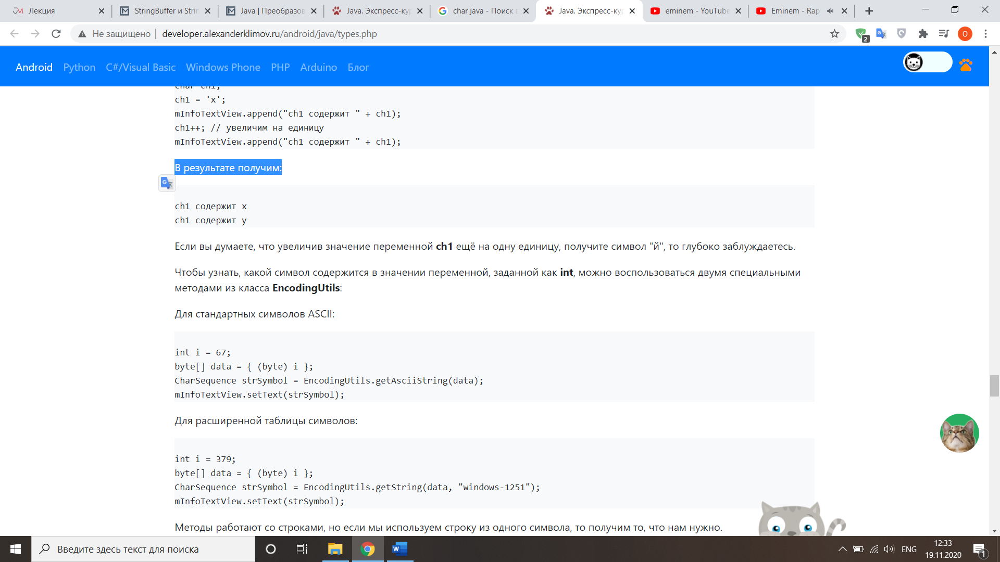 Лекция
StringBuffer и Strin
Java | Преобразов
Java. Экспресс-кур
char java - Поиск в
Java. Экспресс-кур
eminem - YouTube
Eminem - Rap
Не защищено
developer.alexanderklimov.ru/android/java/types.php
2
O
Android Python C#/Visual Basic Windows Phone PHP Arduino Блог
char ch1;
ch1 = 'x';
mInfoTextView.append("ch1 содержит " + ch1);
ch1++; // увеличим на единицу
mInfoTextView.append("ch1 содержит " + ch1);
В результате получим:
ch1 содержит x
ch1 содержит y
Если вы думаете, что увеличив значение переменной ch1 ещё на одну единицу, получите символ "й", то глубоко заблуждаетесь.
Чтобы узнать, какой символ содержится в значении переменной, заданной как int, можно воспользоваться двумя специальными
методами из класса EncodingUtils:
Для стандартных символов ASCII:
int i = 67;
byte[] data = { (byte) i };
CharSequence strSymbol = EncodingUtils.getAsciiString(data);
mInfoTextView.setText(strSymbol);
Для расширенной таблицы символов:
int i = 379;
byte[] data = { (byte) i };
CharSequence strSymbol = EncodingUtils.getString(data, "windows-1251");
mInfoTextView.setText(strSymbol);
Методы работают со строками, но если мы используем строку из одного символа, то получим то, что нам нужно.
Введите здесь текст для поиска
ENG
12:33
19.11.2020
1